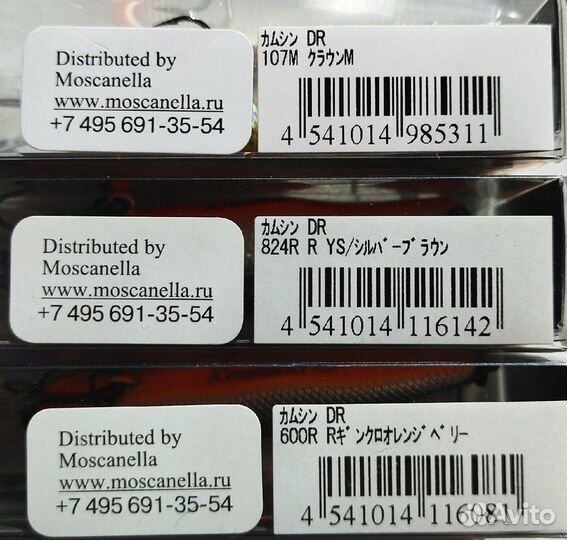 Distributed by
Moscanella
www.moscanella.ru
+7 495 691-35-54
カムシン DR
107M クラウンM
4 541014 985311
Distributed by
Moscanella
www.moscanella.ru
+7 495 691-35-54
カムシン DR
824R R YS/シルバーブラウン
4 541014 116142
Distributed by
Moscanella
www.moscanella.ru
+7 495 691-35-54
カムシン DR
600R Rギンクロオレンジベリー
4 541014 116081
Avito